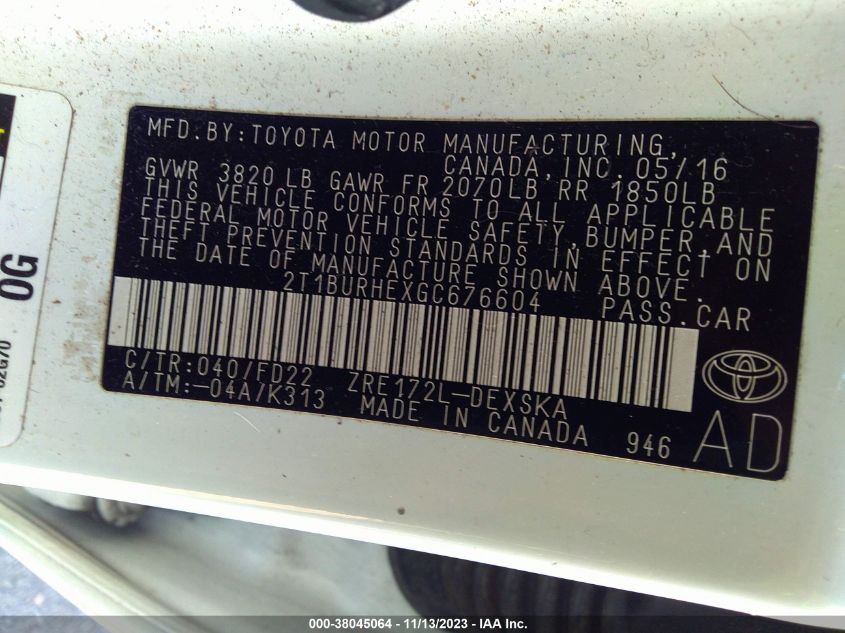 MFD.BY:TOYOTA MOTOR MANUFACTURING,
CANADA,INC.05/16
GVWR 3820 LB GAWR FR 2070LB RR 1850LB
THIS VEHICLE CONFORMS TO ALL APPLICABLE
FEDERAL MOTOR VEHICLE SAFETY,BUMPER,AND
THEFT PREVENTION STANDARDS IN EFFECT ON
THE DATE OF MANUFACTURE SHOWN ABOVE.
2T1BURHEXGC676604 PASS.CAR
C/TR:040/FD22 ZRE172L-DEXSKA
A/TM:-04A/K313 MADE IN CANADA 946
AD
0G
02G70
000-38045064 - 11/13/2023 - IAA Inc.